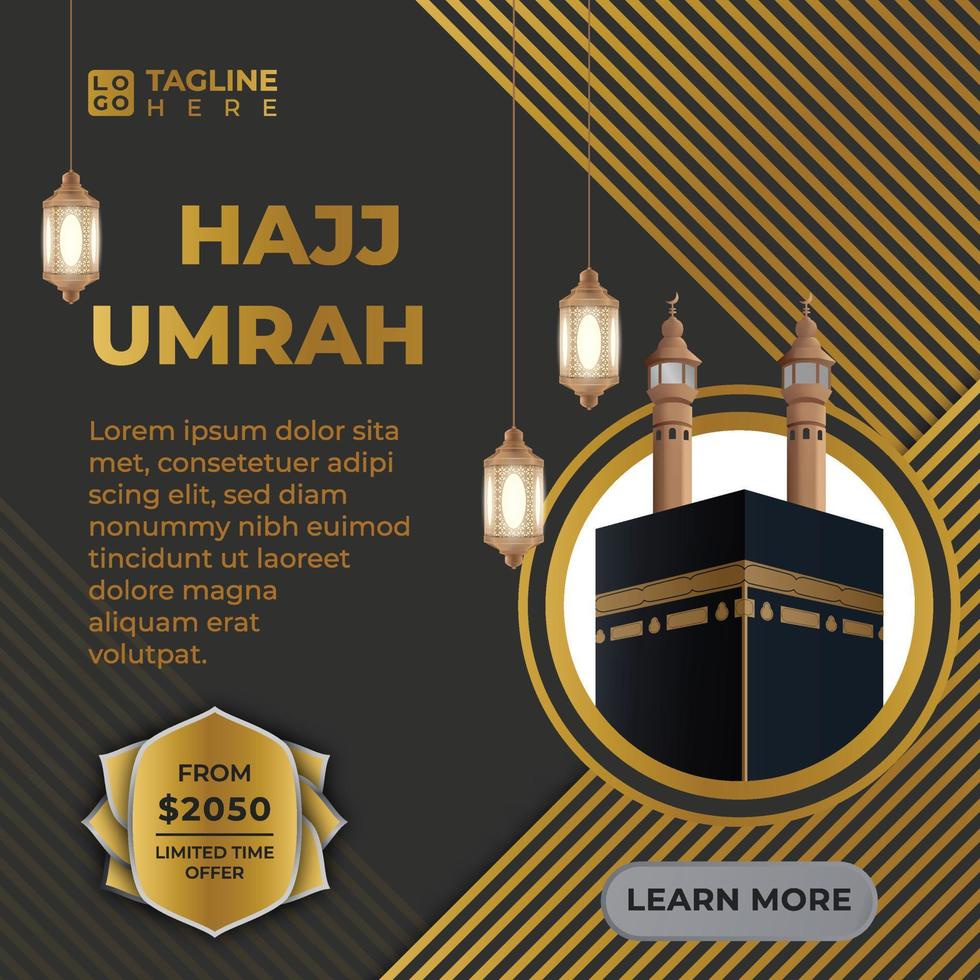 LO
GO
TAGLINE
HERE
HAJJ
UMRAH
Lorem ipsum dolor sita
met, consetetuer adipi
scing elit, sed diam
nonummy nibh euimod
tincidunt ut laoreet
dolore magna
aliquam erat
volutpat.
FROM
$2050
LIMITED TIME
OFFER
LEARN MORE